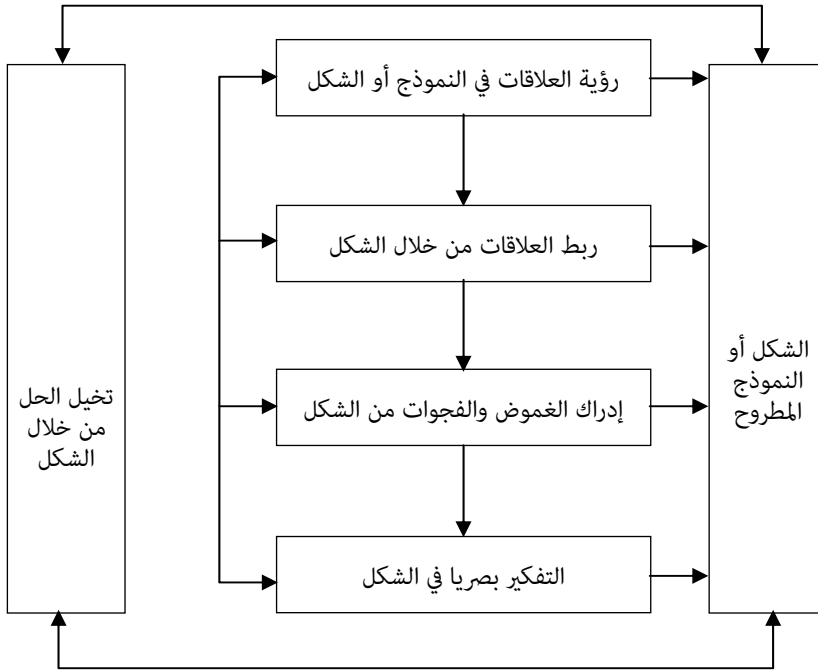 رؤية العلاقات في النموذج أو الشكل
ربط العلاقات من خلال الشكل
إدراك الغموض والفجوات من الشكل
التفكير بصريا في الشكل
الشكل أو
النموذج
المطروح
تخيل الحل
من خلال
الشكل